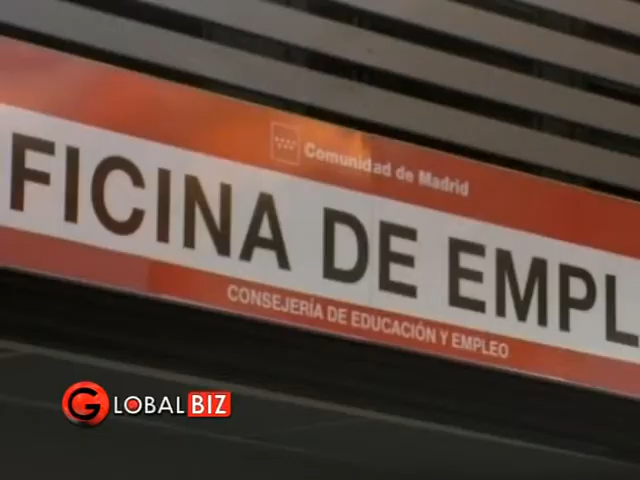 Comunidad de Madrid
FICINA DE EMPL
CONSEJERÍA DE EDUCACIÓN Y EMPLEO
GLOBAL BIZ